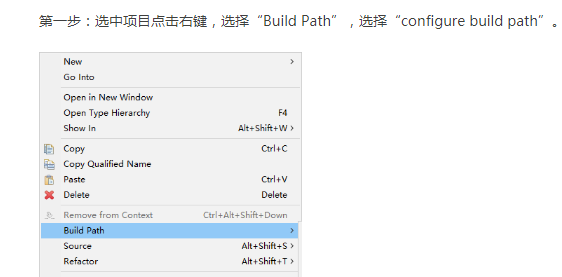 第一步：选中项目点击右键，选择“Build Path”，选择“configure build path”。
New >
Go Into
Open in New Window
Open Type Hierarchy F4
Show In Alt+Shift+W >
Copy Ctrl+C
Copy Qualified Name
Paste Ctrl+V
Delete Delete
Remove from Context Ctrl+Alt+Shift+Down
Build Path >
Source Alt+Shift+S >
Refactor Alt+Shift+T >